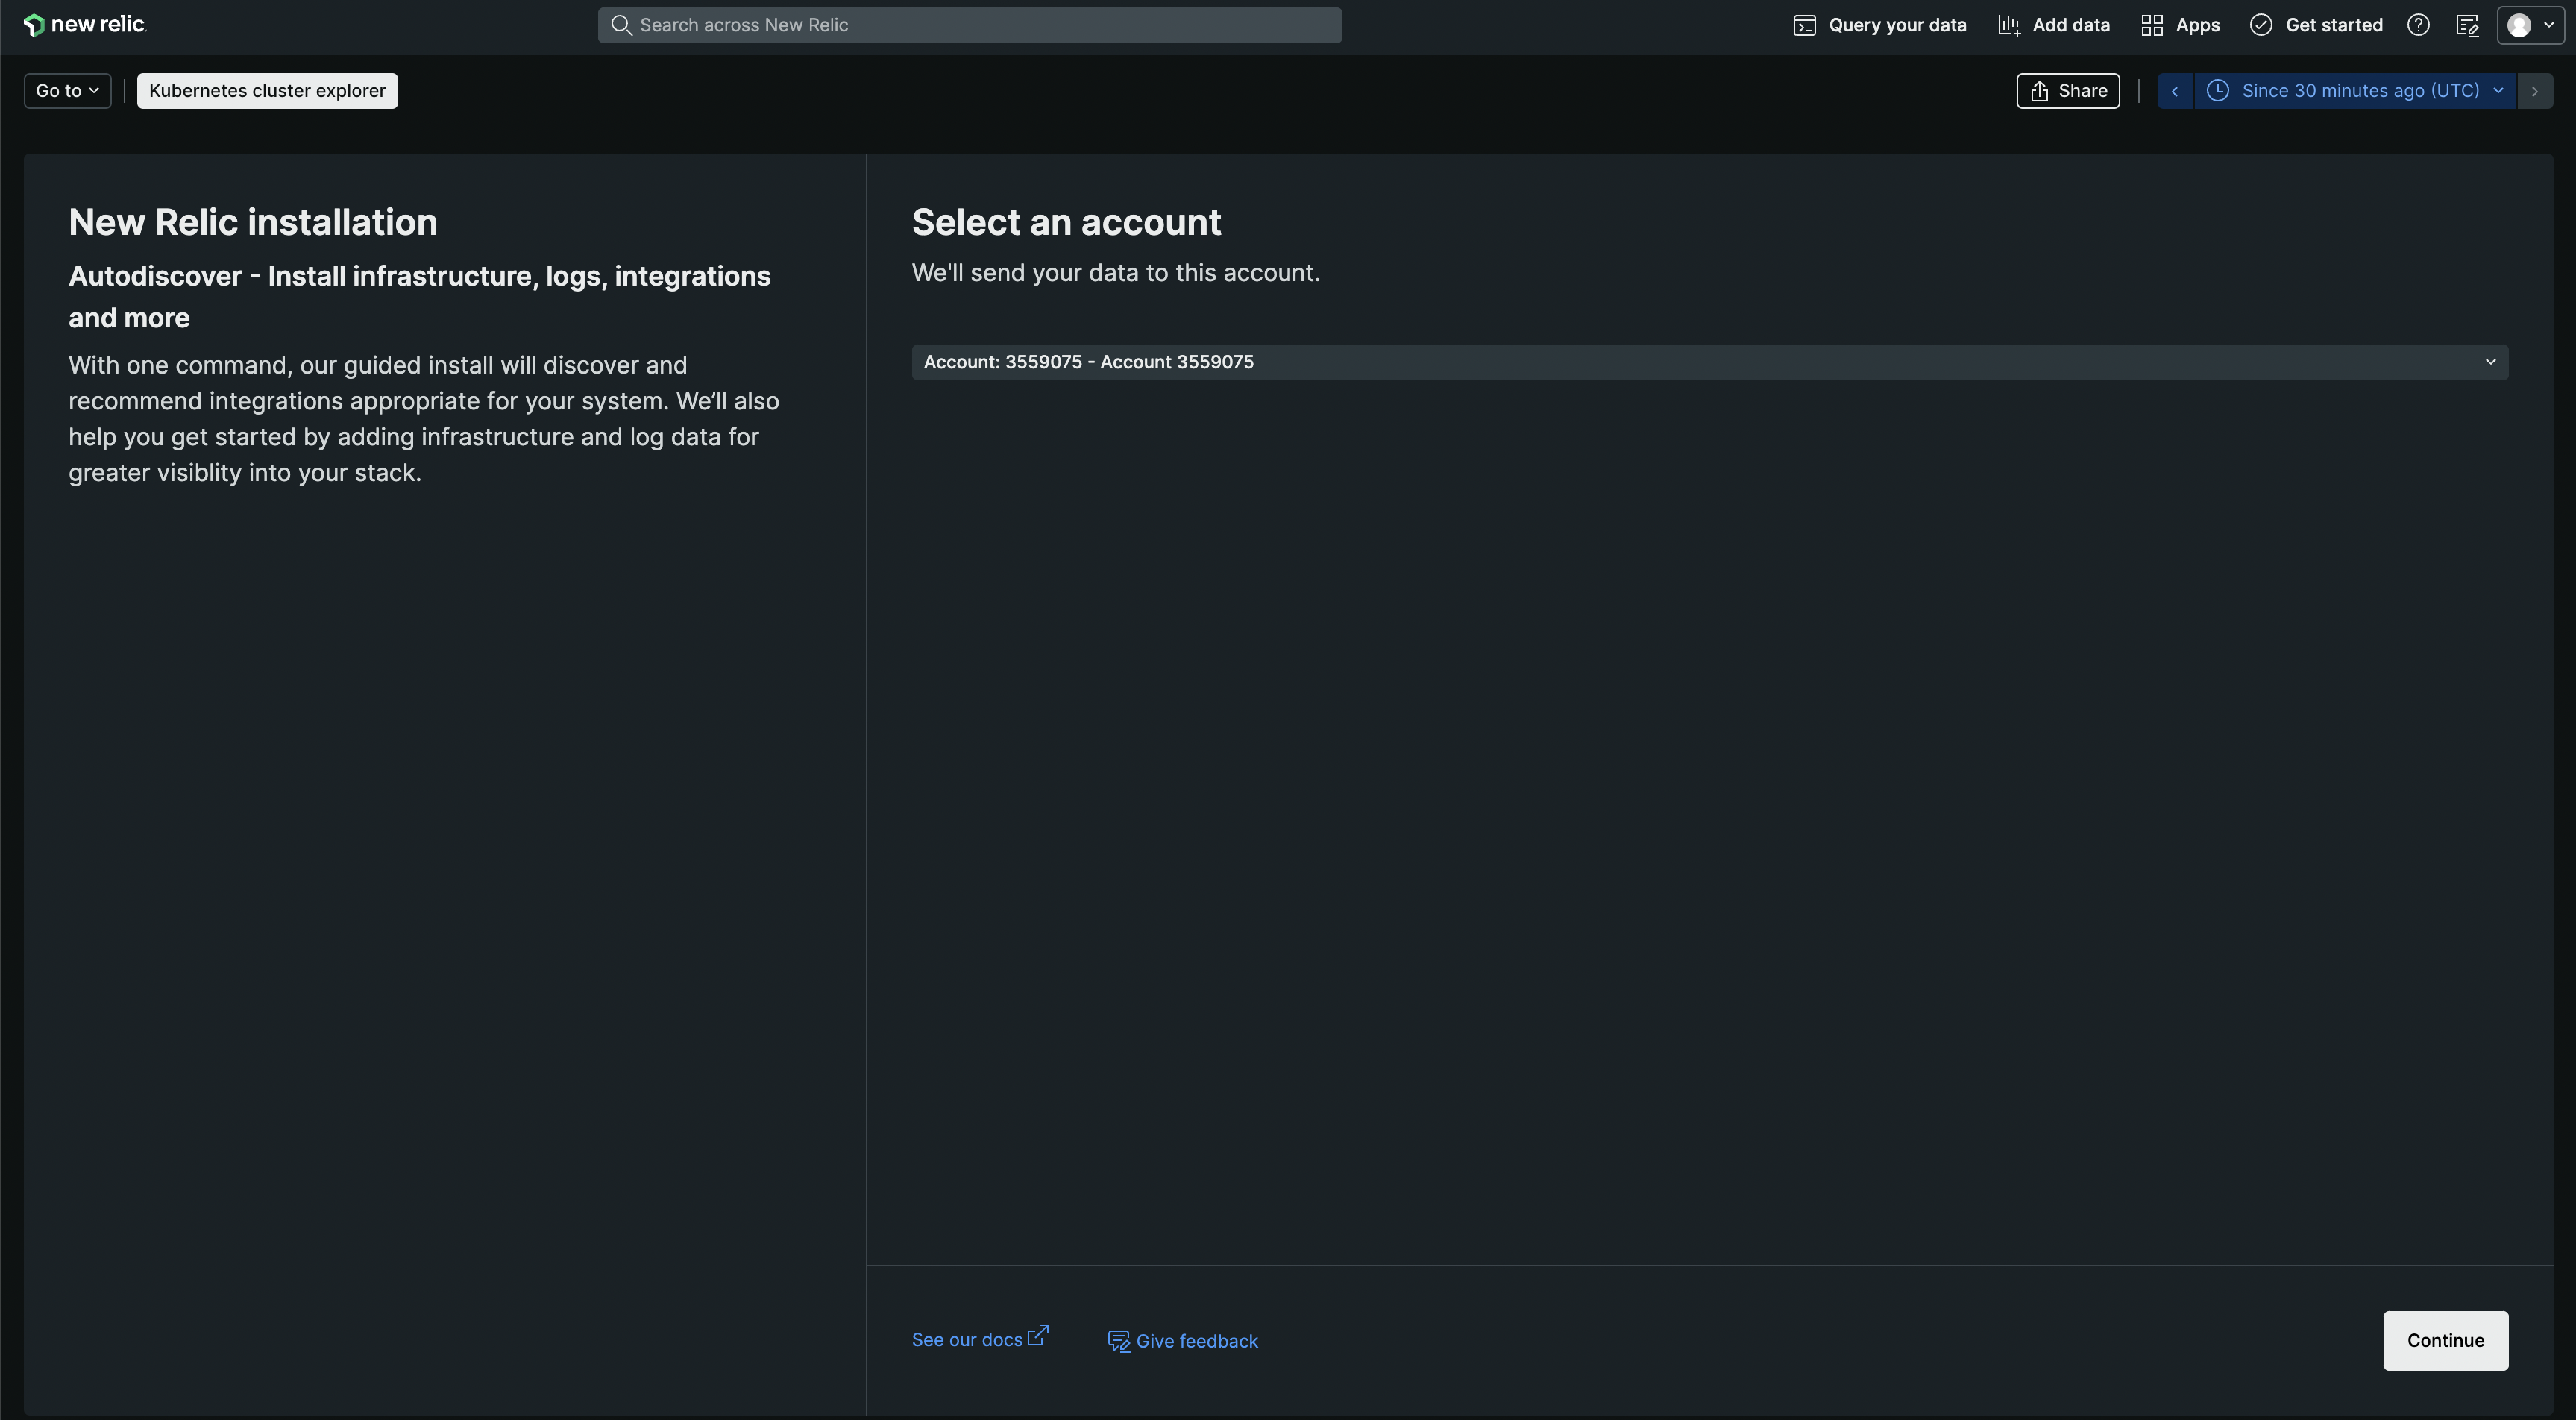 new relic
Search across New Relic
Query your data
Add data
Apps
Get started
Go to
Kubernetes cluster explorer
Share
Since 30 minutes ago (UTC)
New Relic installation
Autodiscover - Install infrastructure, logs, integrations
and more
With one command, our guided install will discover and
recommend integrations appropriate for your system. We’ll also
help you get started by adding infrastructure and log data for
greater visiblity into your stack.
Select an account
We'll send your data to this account.
Account: 3559075 - Account 3559075
See our docs
Give feedback
Continue